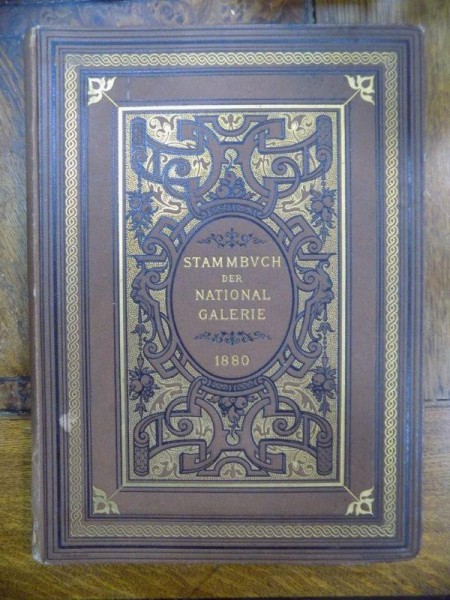 STAMMBVCH
DER
NATIONAL
GALERIE
1880